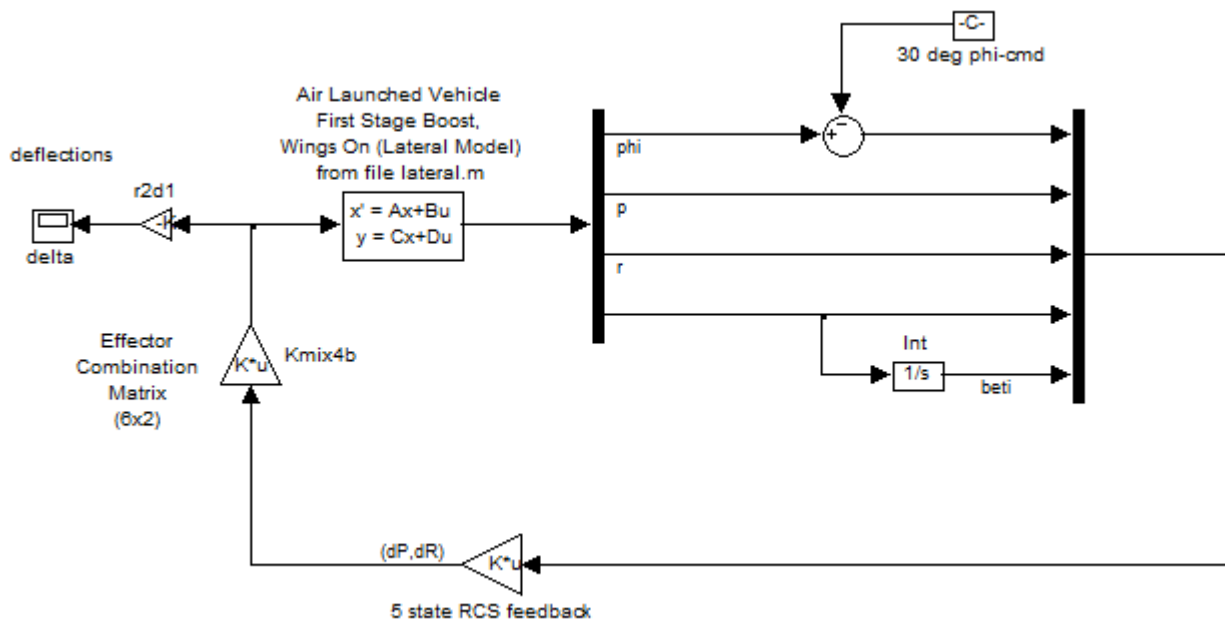 -C-
30 deg phi-cmd
Air Launched Vehicle
First Stage Boost,
Wings On (Lateral Model)
from file lateral.m
deflections
r2d1
-K
delta
x' = Ax+Bu
y = Cx+Du
phi
p
r
+
−
Int
1/s
beti
Effector
Combination
Matrix
(6x2)
K*u
Kmix4b
(dP,dR)
K*u
5 state RCS feedback